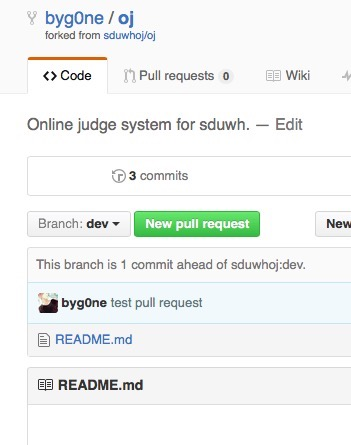 byg0ne / oj
forked from sduwhoj/oj
Code Pull requests 0 Wiki
Online judge system for sduwh. — Edit
3 commits
Branch: dev New pull request New
This branch is 1 commit ahead of sduwhoj:dev.
byg0ne test pull request
README.md
README.md